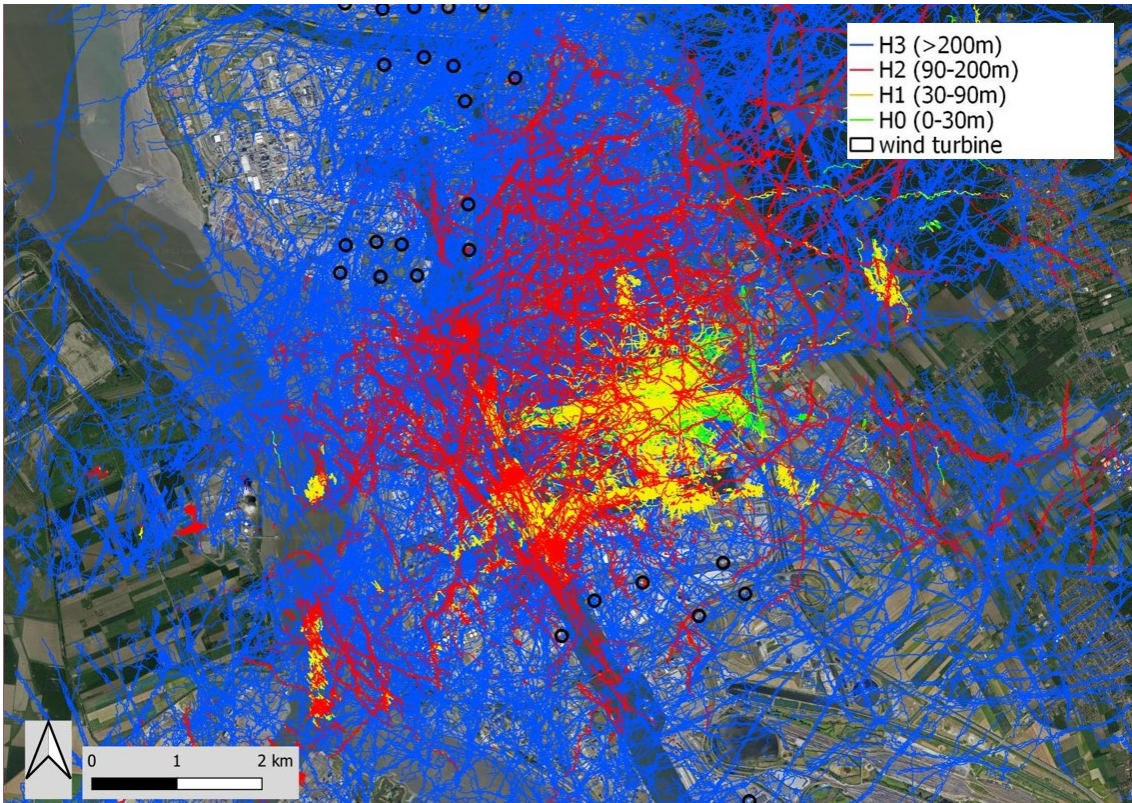 H3 (>200m)
H2 (90-200m)
H1 (30-90m)
H0 (0-30m)
wind turbine
0 1 2 km